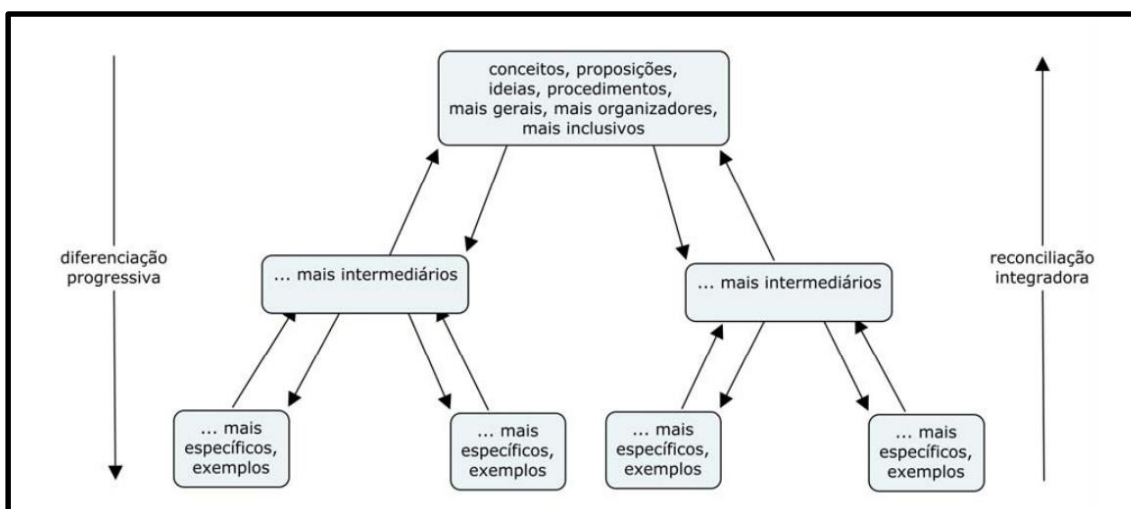 conceitos, proposições,
ideias, procedimentos,
mais gerais, mais organizadores,
mais inclusivos
diferenciação
progressiva
... mais intermediários
... mais intermediários
reconciliação
integradora
... mais
específicos,
exemplos
... mais
específicos,
exemplos
... mais
específicos,
exemplos
... mais
específicos,
exemplos